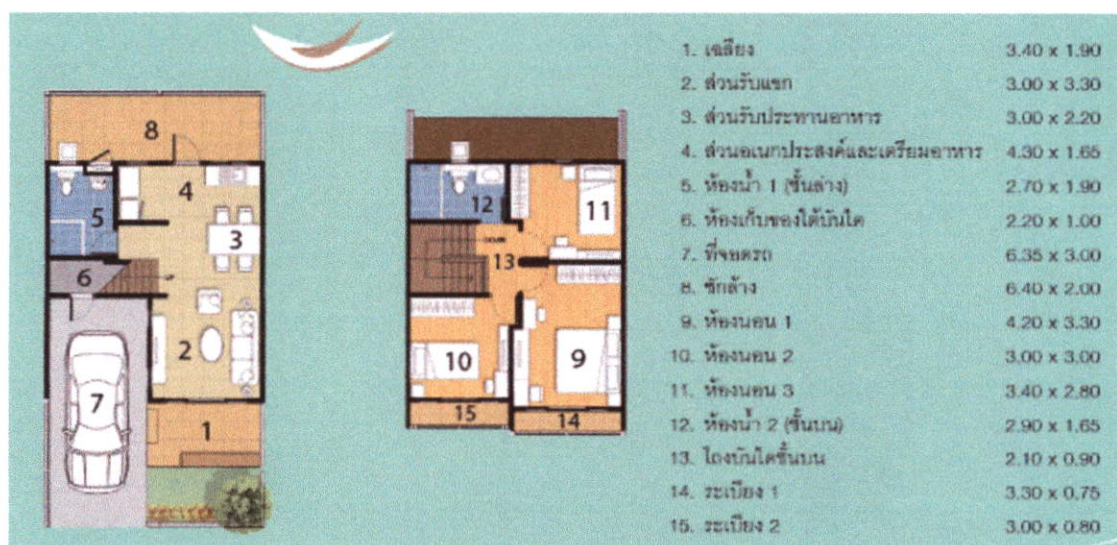 1. เฉลียง 3.40 x 1.90
2. ส่วนรับแขก 3.00 x 3.30
3. ส่วนรับประทานอาหาร 3.00 x 2.20
4. ส่วนอเนกประสงค์และเตรียมอาหาร 4.30 x 1.65
5. ห้องน้ำ 1 (ชั้นล่าง) 2.70 x 1.90
6. ห้องเก็บของใต้บันได 2.20 x 1.00
7. ที่จอดรถ 6.35 x 3.00
8. ซักล้าง 6.40 x 2.00
9. ห้องนอน 1 4.20 x 3.30
10. ห้องนอน 2 3.00 x 3.00
11. ห้องนอน 3 3.40 x 2.80
12. ห้องน้ำ 2 (ชั้นบน) 2.90 x 1.65
13. โถงบันไดชั้นบน 2.10 x 0.90
14. ระเบียง 1 3.30 x 0.75
15. ระเบียง 2 3.00 x 0.80
8
4
5
3
6
2
7
1
12
11
13
10
9
15
14